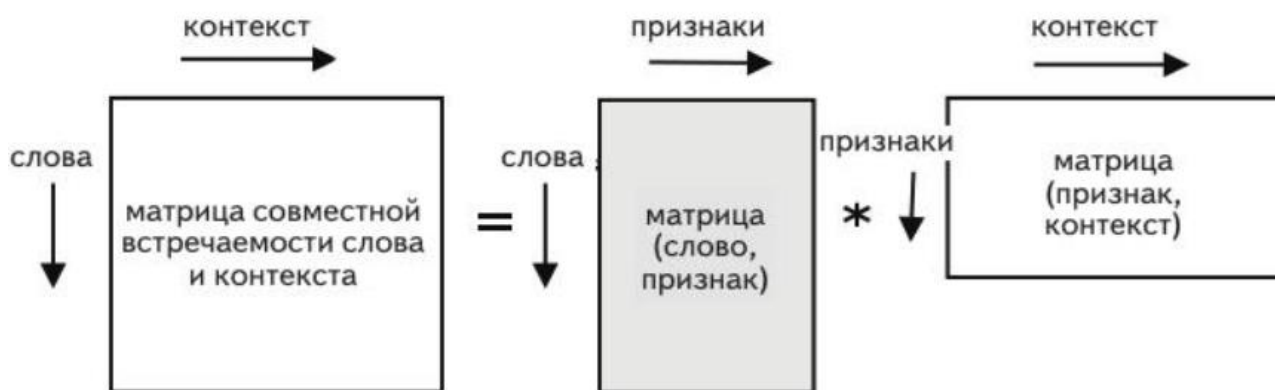 контекст
признаки
контекст
слова
матрица совместной
встречаемости слова
и контекста
=
слова
матрица
(слово,
признак)
*
признаки
матрица
(признак,
контекст)